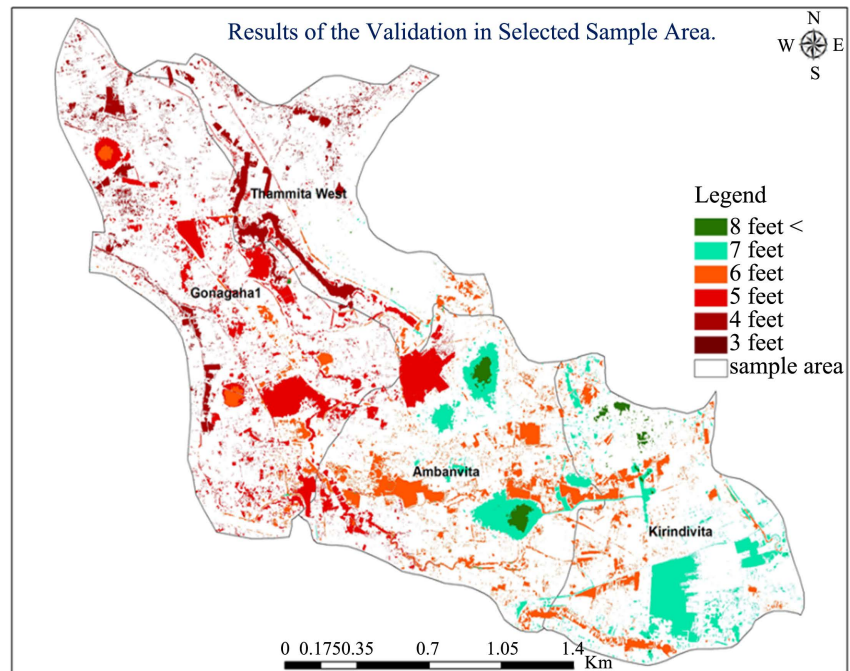 Results of the Validation in Selected Sample Area.
N
W E
S
Thammita West
Legend
8 feet <
7 feet
6 feet
5 feet
4 feet
3 feet
sample area
Gonagaha1
Ambanvita
Kirindivita
0 0.175 0.35 0.7 1.05 1.4
Km